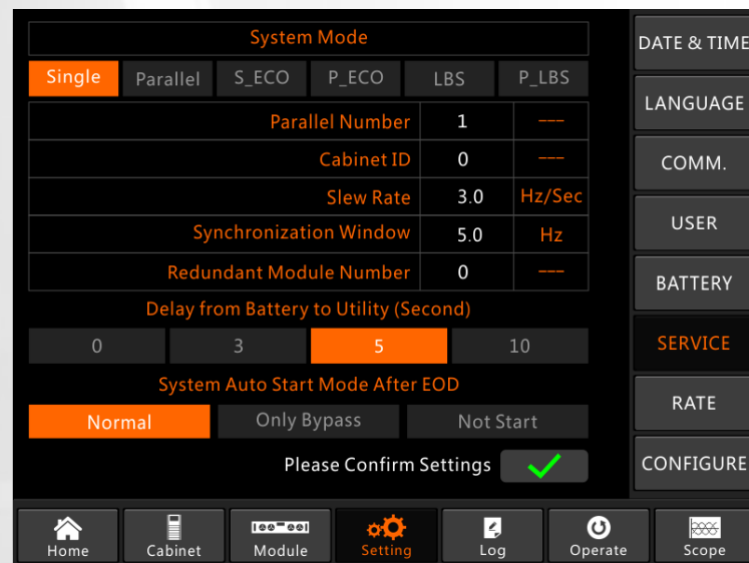 System Mode
DATE & TIME
Single Parallel S_ECO P_ECO LBS P_LBS
LANGUAGE
Parallel Number 1 ---
Cabinet ID 0 ---
COMM.
Slew Rate 3.0 Hz/Sec
USER
Synchronization Window 5.0 Hz
Redundant Module Number 0 ---
BATTERY
Delay from Battery to Utility (Second)
0 3 5 10
SERVICE
System Auto Start Mode After EOD
RATE
Normal Only Bypass Not Start
Please Confirm Settings
CONFIGURE
Home Cabinet Module Setting Log Operate Scope